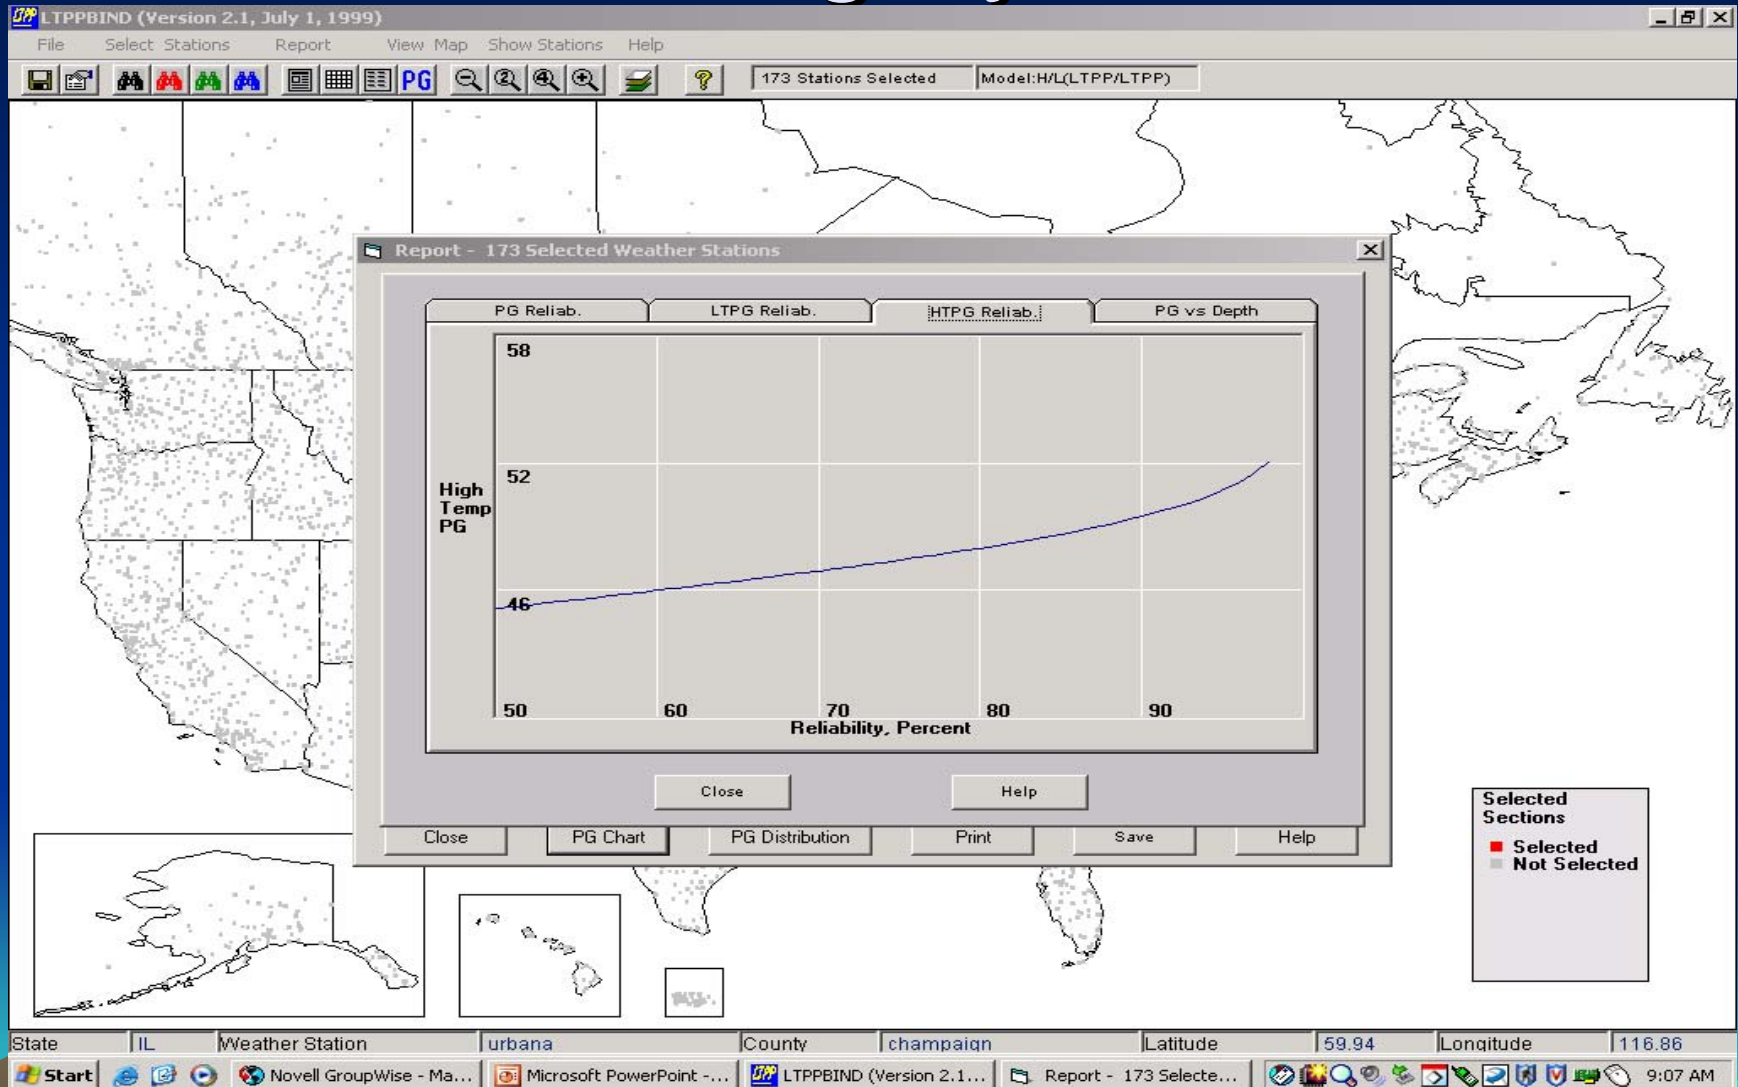 LTPPBIND (Version 2.1, July 1, 1999)
File Select Stations Report View Map Show Stations Help
PG 173 Stations Selected Model:H/L(LTPP/LTPP)
Report - 173 Selected Weather Stations
PG Reliab. LTPG Reliab. HTPG Reliab. PG vs Depth
58
52
High
Temp
PG
46
50 60 70 80 90
Reliability, Percent
Close Help
Close PG Chart PG Distribution Print Save Help
Selected
Sections
Selected
Not Selected
State IL Weather Station urbana County champaign Latitude 59.94 Longitude 116.86
Start Novell GroupWise - Ma... Microsoft PowerPoint -... LTPPBIND (Version 2.1... Report - 173 Selecte... 9:07 AM